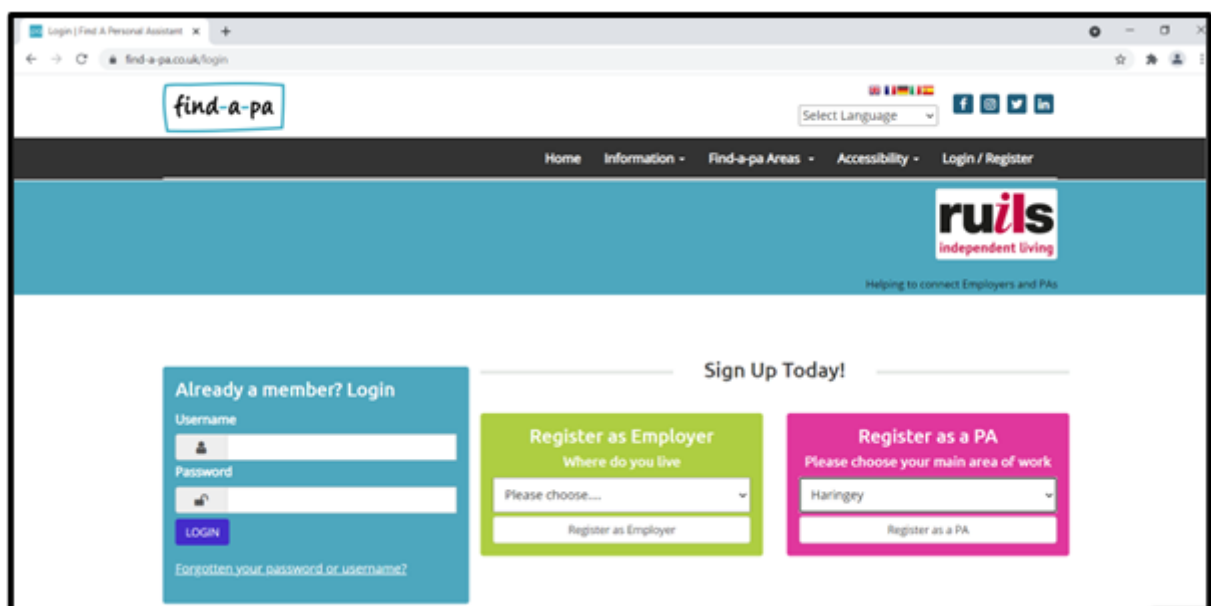 Login | Find A Personal Assistant
find-a-pa.co.uk/login
find-a-pa
Select Language
Home Information Find-a-pa Areas Accessibility Login / Register
ruils
independent living
Helping to connect Employers and PAs
Sign Up Today!
Already a member? Login
Username
Password
LOGIN
Forgotten your password or username?
Register as Employer
Where do you live
Please choose....
Register as Employer
Register as a PA
Please choose your main area of work
Haringey
Register as a PA